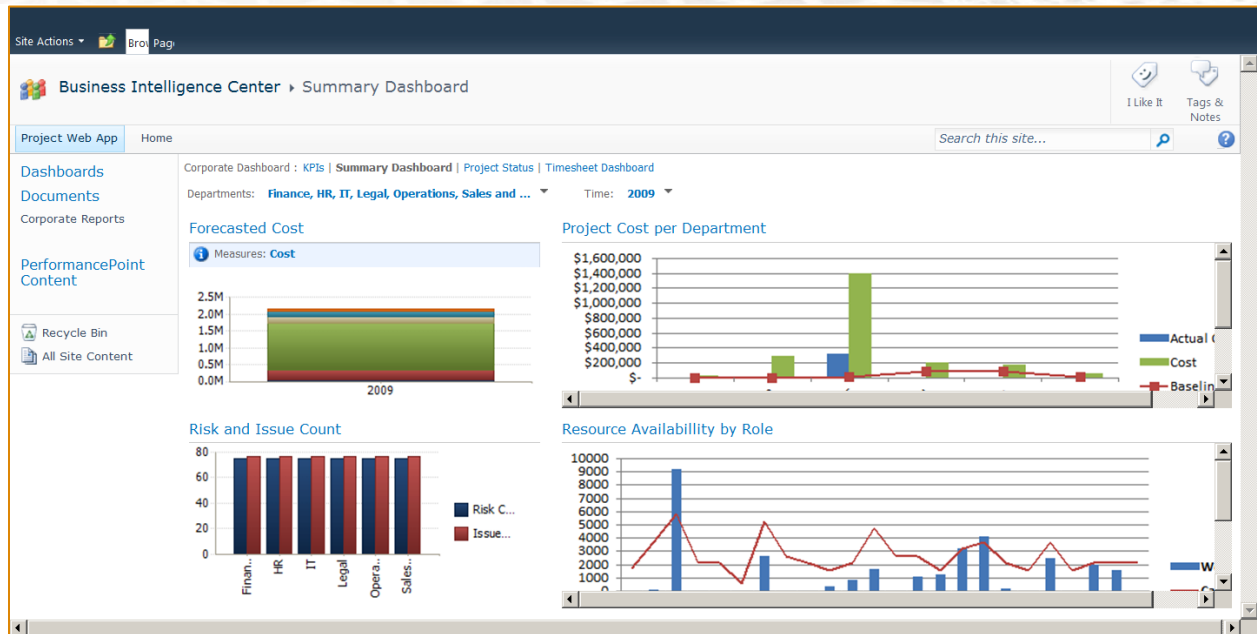 Site Actions
Brow Page
Business Intelligence Center ▸ Summary Dashboard
I Like It
Tags &
Notes
Project Web App Home
Search this site...
Dashboards
Documents
Corporate Reports
PerformancePoint
Content
Recycle Bin
All Site Content
Corporate Dashboard : KPIs | Summary Dashboard | Project Status | Timesheet Dashboard
Departments: Finance, HR, IT, Legal, Operations, Sales and ... Time: 2009
Forecasted Cost
Measures: Cost
2.5M
2.0M
1.5M
1.0M
0.5M
0.0M
2009
Project Cost per Department
$1,600,000
$1,400,000
$1,200,000
$1,000,000
$800,000
$600,000
$400,000
$200,000
$-
Actual
Cost
Baselin
Risk and Issue Count
80
60
40
20
0
Finan..
HR
IT
Legal
Opera..
Sales..
Risk C...
Issue...
Resource Availabillity by Role
10000
9000
8000
7000
6000
5000
4000
3000
2000
1000
0
W